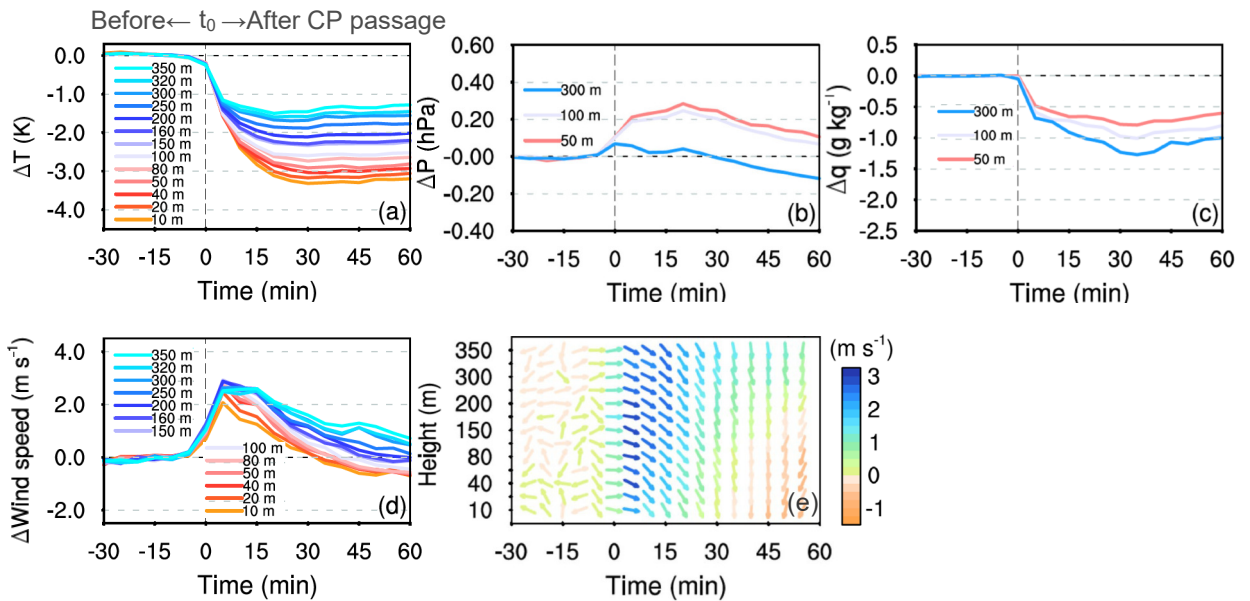 Before← t₀ →After CP passage
ΔT (K)
0.0
-1.0
-2.0
-3.0
-4.0
350 m
320 m
300 m
250 m
200 m
160 m
150 m
100 m
80 m
50 m
40 m
20 m
10 m
(a)
-30 -15 0 15 30 45 60
Time (min)
ΔP (hPa)
0.60
0.40
0.20
-0.00
-0.20
0.40
300 m
100 m
50 m
(b)
-30 -15 0 15 30 45 60
Time (min)
Δq (g kg⁻¹)
0.5
0.0
-0.5
-1.0
-1.5
-2.0
-2.5
300 m
100 m
50 m
(c)
-30 -15 0 15 30 45 60
Time (min)
ΔWind speed (m s⁻¹)
4.0
2.0
0.0
-2.0
350 m
320 m
300 m
250 m
200 m
160 m
150 m
100 m
80 m
50 m
40 m
20 m
10 m
(d)
-30 -15 0 15 30 45 60
Time (min)
Height (m)
350
300
200
150
80
40
10
(e)
-30 -15 0 15 30 45 60
Time (min)
(m s⁻¹)
3
2
1
0
-1